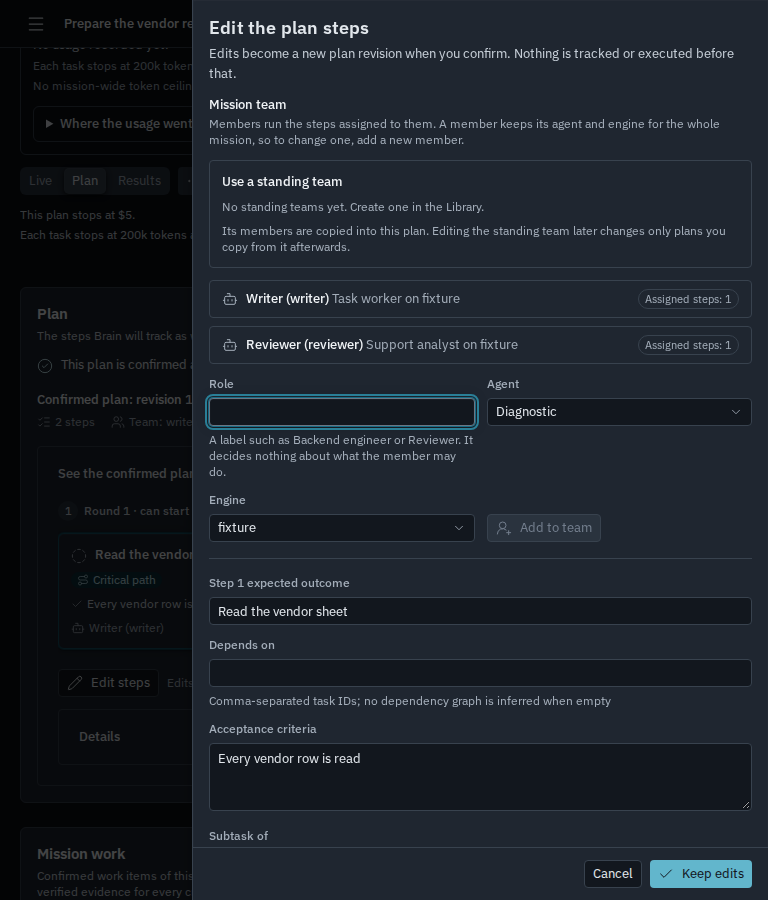 Prepare the vendor re
No usage recorded yet.
Each task stops at 200k tokens
No mission-wide token ceilin
Where the usage went
Live
Plan
Results
This plan stops at $5.
Each task stops at 200k tokens a
Plan
The steps Brain will track as
This plan is confirmed a
Confirmed plan: revision 1
2 steps
Team: write
See the confirmed plan
1
Round 1 · can start
Read the vendor
Critical path
Every vendor row is
Writer (writer)
Edit steps
Edits
Details
Mission work
Confirmed work items of this
verified evidence for every c
Edit the plan steps
Edits become a new plan revision when you confirm. Nothing is tracked or executed before
that.
Mission team
Members run the steps assigned to them. A member keeps its agent and engine for the whole
mission, so to change one, add a new member.
Use a standing team
No standing teams yet. Create one in the Library.
Its members are copied into this plan. Editing the standing team later changes only plans you
copy from it afterwards.
Writer (writer) Task worker on fixture
Assigned steps: 1
Reviewer (reviewer) Support analyst on fixture
Assigned steps: 1
Role
Agent
Diagnostic
A label such as Backend engineer or Reviewer. It
decides nothing about what the member may
do.
Engine
fixture
Add to team
Step 1 expected outcome
Read the vendor sheet
Depends on
Comma-separated task IDs; no dependency graph is inferred when empty
Acceptance criteria
Every vendor row is read
Subtask of
Cancel
Keep edits